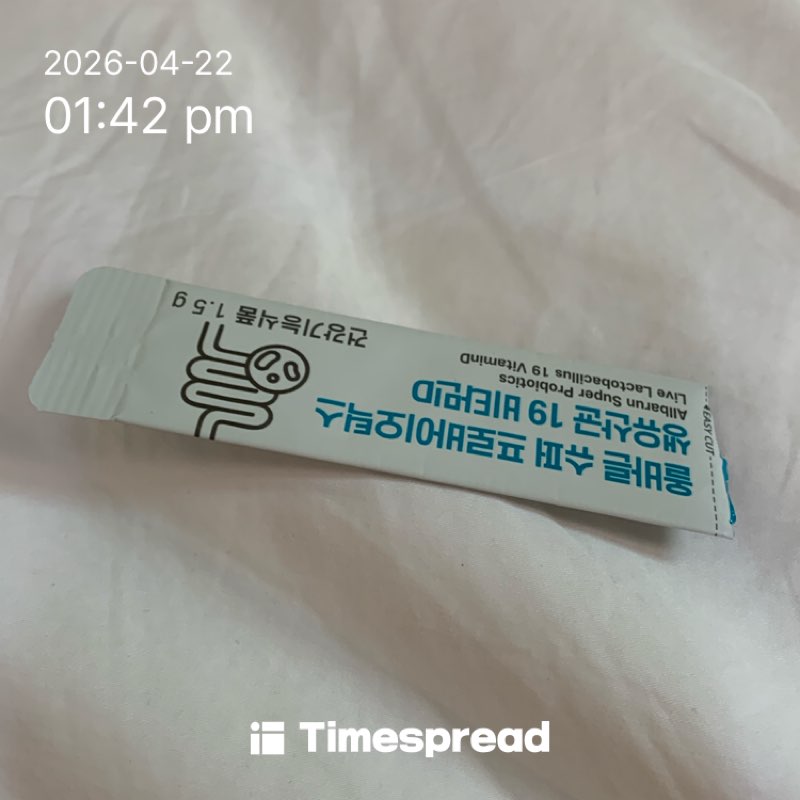 2026-04-22
01:42 pm
올바른 슈퍼 프로바이오틱스
생유산균 19 비타민D
Allbarun Super Probiotics
Live Lactobacillus 19 VitaminD
건강기능식품 1.5 g
EASY CUT
Timespread